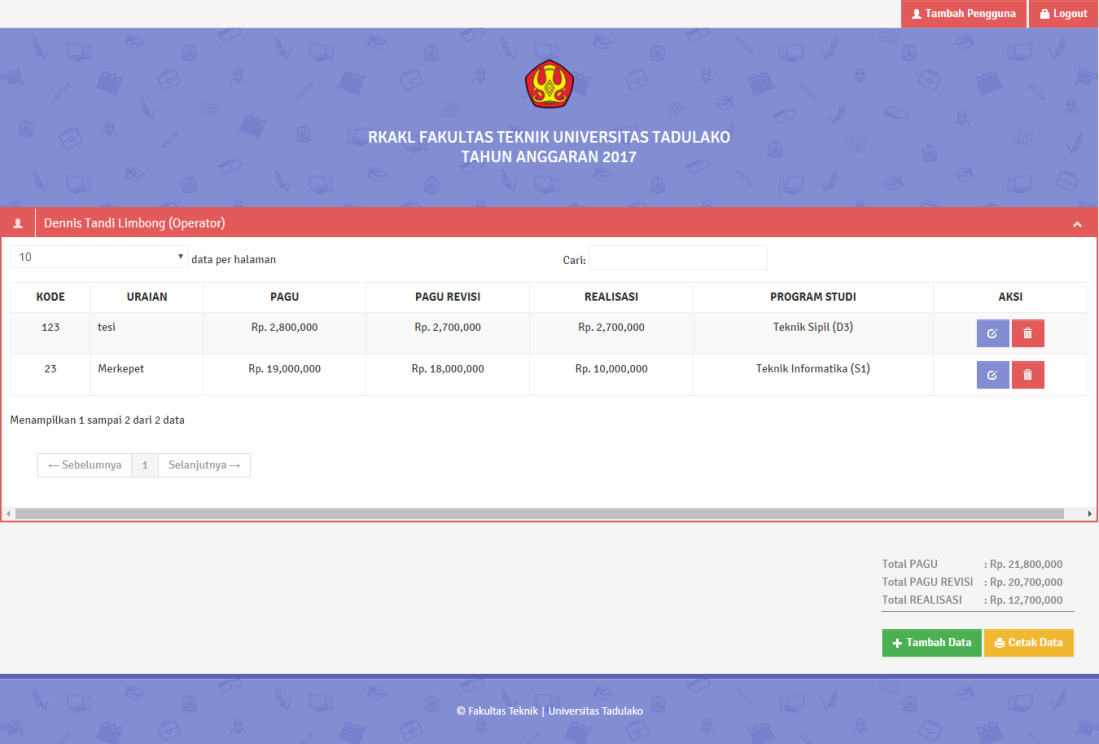 Tambah Pengguna Logout
RKAKL FAKULTAS TEKNIK UNIVERSITAS TADULAKO
TAHUN ANGGARAN 2017
Dennis Tandi Limbong (Operator)
10 data per halaman Cari:
KODE URAIAN PAGU PAGU REVISI REALISASI PROGRAM STUDI AKSI
123 tesi Rp. 2,800,000 Rp. 2,700,000 Rp. 2,700,000 Teknik Sipil (D3)
23 Merkepet Rp. 19,000,000 Rp. 18,000,000 Rp. 10,000,000 Teknik Informatika (S1)
Menampilkan 1 sampai 2 dari 2 data
← Sebelumnya 1 Selanjutnya →
Total PAGU : Rp. 21,800,000
Total PAGU REVISI : Rp. 20,700,000
Total REALISASI : Rp. 12,700,000
Tambah Data Cetak Data
© Fakultas Teknik | Universitas Tadulako